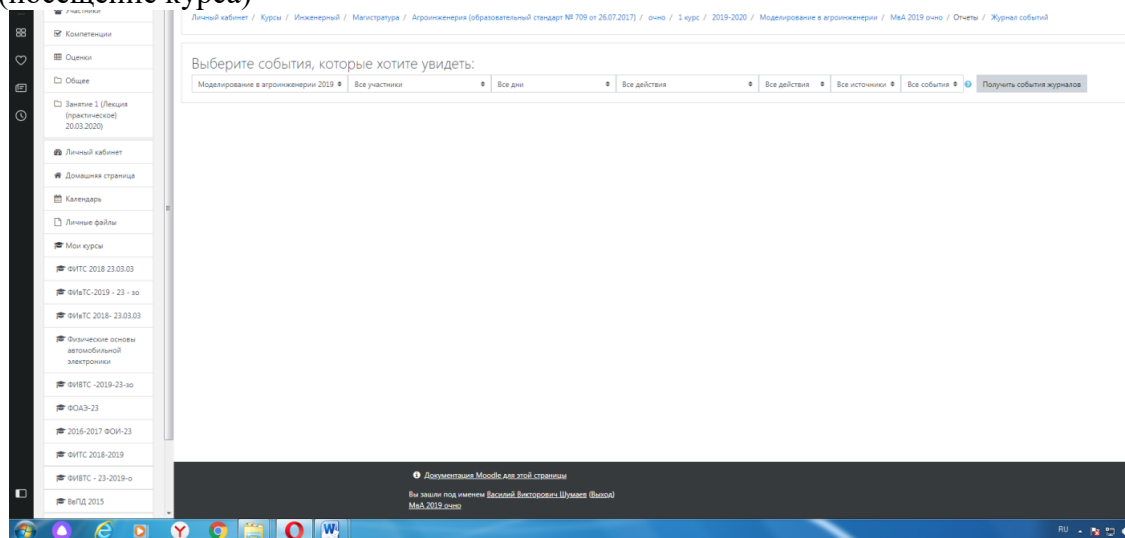 (посещение курса)
Участники
Компетенции
Оценки
Общее
Занятие 1 (Лекция
(практическое)
20.03.2020)
Личный кабинет
Домашняя страница
Календарь
Личные файлы
Мои курсы
ФИТС 2018 23.03.03
ФИвТС-2019 - 23 - зо
ФИвТС 2018- 23.03.03
Физические основы
автомобильной
электроники
ФИВТС -2019-23-зо
ФОАЭ-23
2016-2017 ФОИ-23
ФИТС 2018-2019
ФИВТС - 23-2019-о
ВвПД 2015
Личный кабинет / Курсы / Инженерный / Магистратура / Агроинженерия (образовательный стандарт № 709 от 26.07.2017) / очно / 1 курс / 2019-2020 / Моделирование в агроинженерии / МвА 2019 очно / Отчеты / Журнал событий
Выберите события, которые хотите увидеть:
Моделирование в агроинженерии 2019 Все участники Все дни Все действия Все действия Все источники Все события Получить события журналов
Документация Moodle для этой страницы
Вы зашли под именем Василий Викторович Шумаев (Выход)
МвА 2019 очно
RU